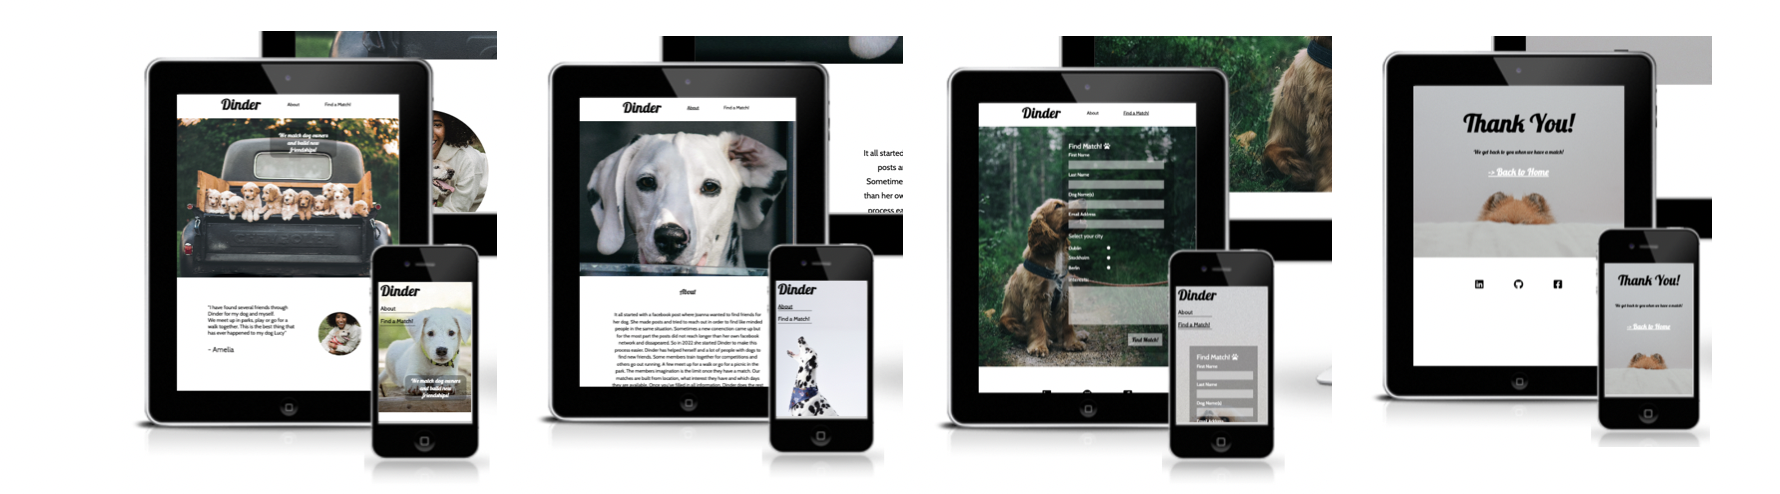 Dinder
About
Find a Match!
We match dog owners
and build new
friendships!
"I have found several friends through
Dinder for my dog and myself.
We meet up in parks, play or go for a
walk together. This is the best thing that
has ever happened to my dog Lucy"
- Amelia
Dinder
About
Find a Match!
We match dog owners
and build new
friendships!
Dinder
About
Find a Match!
About
It all started with a facebook post where Joanna wanted to find friends for
her dog. She made posts and tried to reach out in order to find like minded
people in the same situation. Sometimes a new conenction came up but
for the most part the posts did not reach longer than her own facebook
network and dissapeared. So in 2022 she started Dinder to make this
process easier. Dinder has helped herself and a lot of people with dogs to
find new friends. Some members train together for competitions and
others go out running. A few meet up for a walk or go for a picnic in the
park. The members imagination is the limit once they have a match. Our
matches are built from location, what interest they have and which days
they are available. Once you've filled in all information, Dinder does the rest
It all started
posts a
Sometime
than her ow
process ea
Dinder
About
Find a Match!
Dinder
About
Find a Match!
Find Match!
First Name
Last Name
Dog Name(s)
Email Address
Select your city
Dublin
Stockholm
Berlin
Interests:
Find Match!
Dinder
About
Find a Match!
Find Match!
First Name
Last Name
Dog Name(s)
Email Address
Thank You!
We get back to you when we have a match!
Back to Home
Thank You!
We get back to you when we have a match!
Back to Home